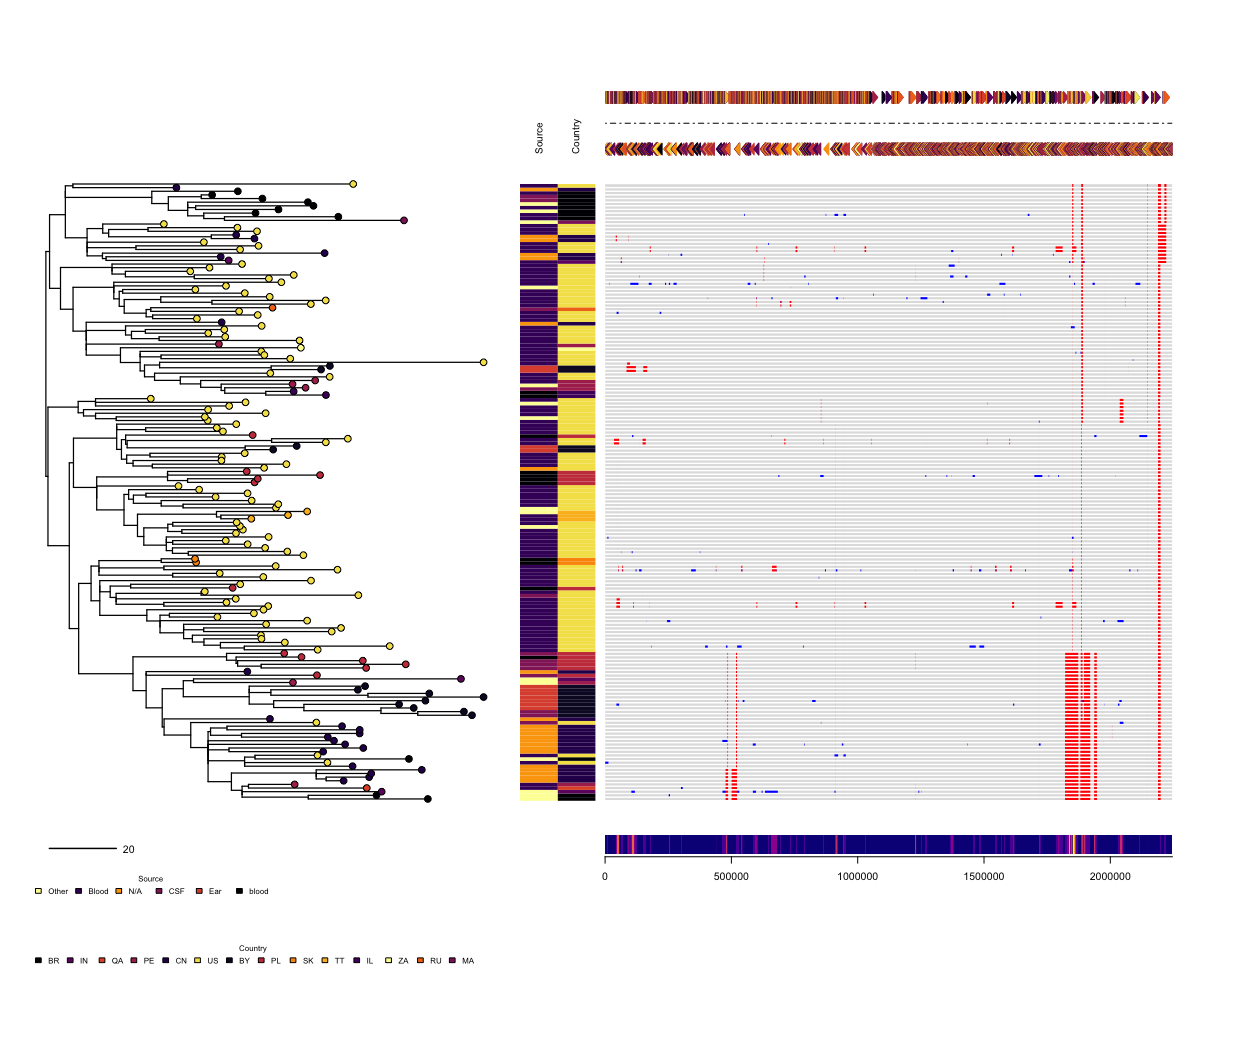 Source
Country
20
0 500000 1000000 1500000 2000000
Source
Other Blood N/A CSF Ear blood
Country
BR IN QA PE CN US BY PL SK TT IL ZA RU MA